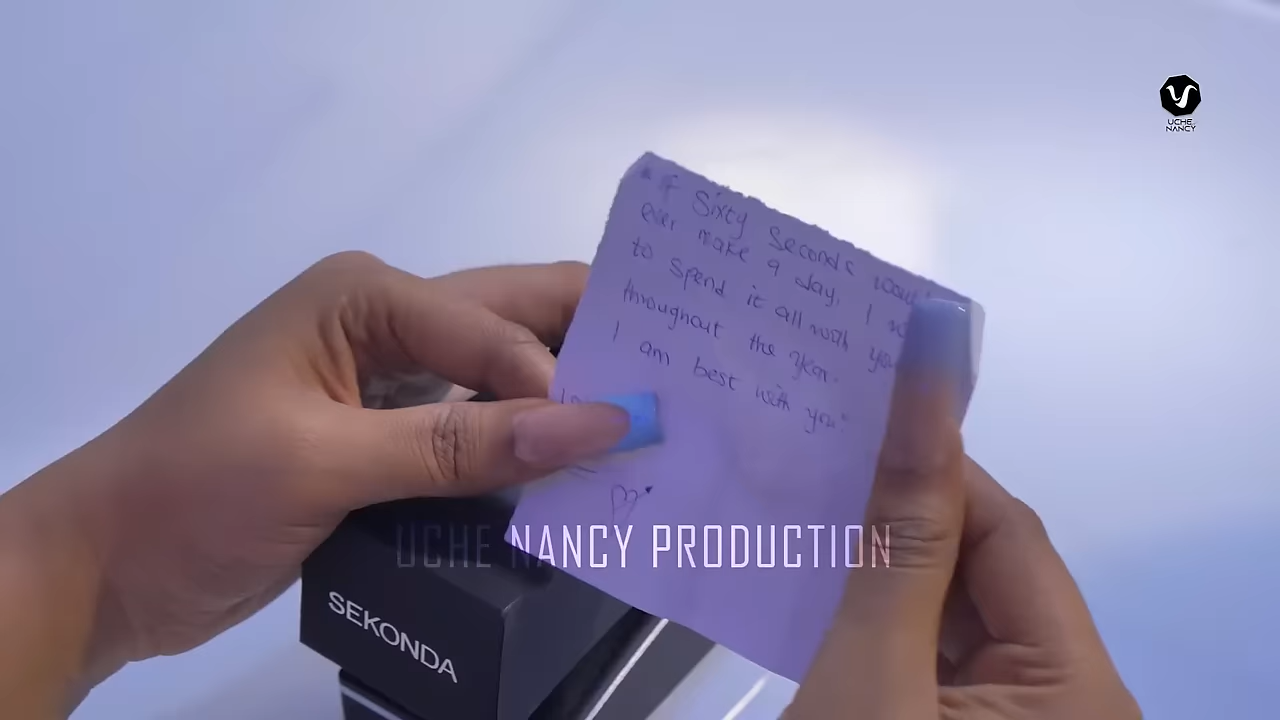 UCHE
NANCY
"If Sixty Seconds
ever make a day, I
to spend it all with you
throughout the year.
I am best with you"
UCHE NANCY PRODUCTION
SEKONDA